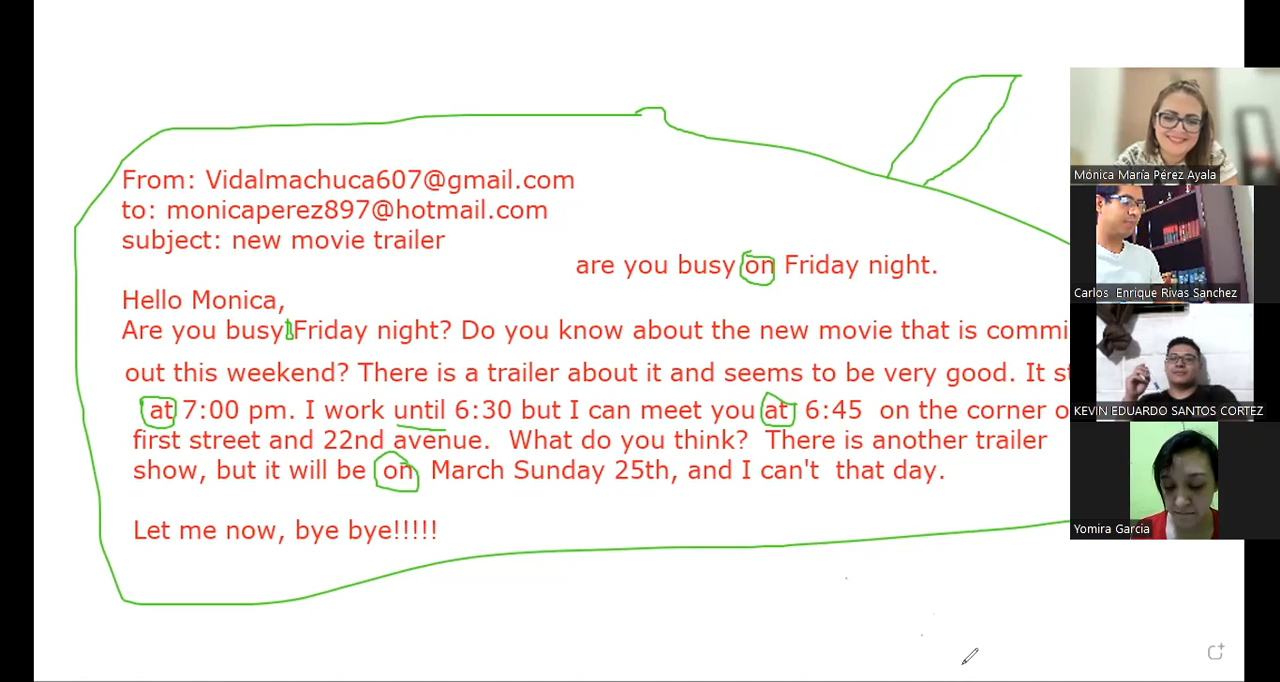 From: Vidalmachuca607@gmail.com
to: monicaperez897@hotmail.com
subject: new movie trailer
are you busy on Friday night.
Hello Monica,
Are you busy Friday night? Do you know about the new movie that is
out this weekend? There is a trailer about it and seems to be very good. It
at 7:00 pm. I work until 6:30 but I can meet you at 6:45 on the corner
first street and 22nd avenue. What do you think? There is another trailer
show, but it will be on March Sunday 25th, and I can't that day.
Let me now, bye bye!!!!!
Mónica María Pérez Ayala
Carlos Enrique Rivas Sanchez
KEVIN EDUARDO SANTOS CORTEZ
Yomira Garcia